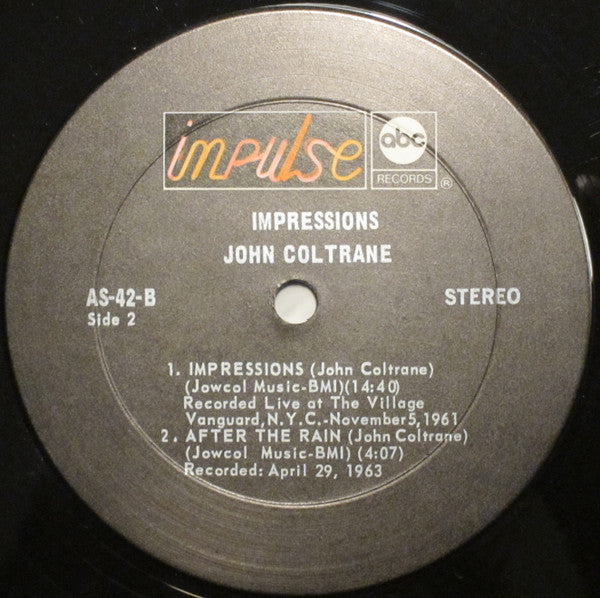 impulse
abc
RECORDS ®
IMPRESSIONS
JOHN COLTRANE
AS-42-B
Side 2
STEREO
1. IMPRESSIONS (John Coltrane)
(Jowcol Music-BMI)(14:40)
Recorded Live at The Village
Vanguard,N.Y.C.-November5,1961
2. AFTER THE RAIN (John Coltrane)
(Jowcol Music-BMI) (4:07)
Recorded: April 29, 1963